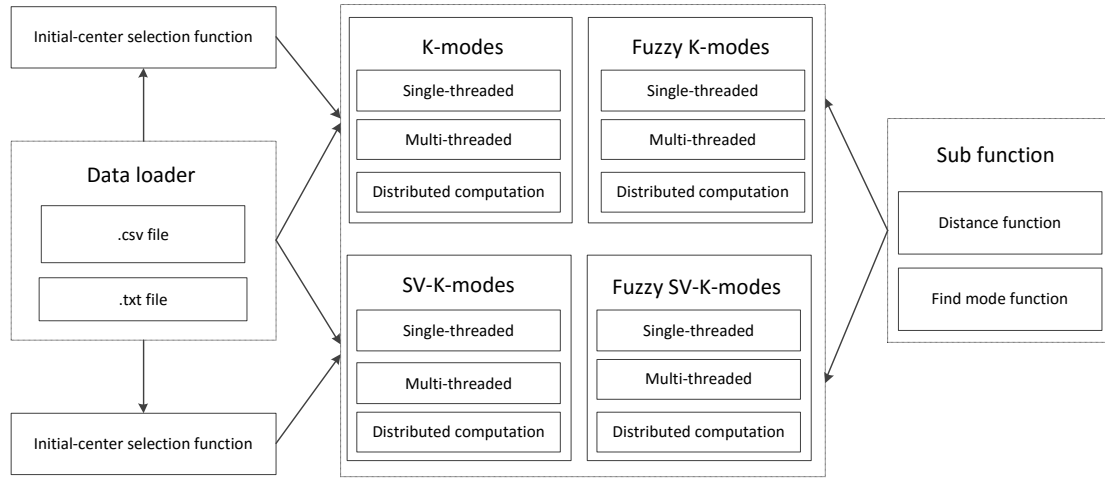 Initial-center selection function
Data loader
.csv file
.txt file
Initial-center selection function
K-modes
Single-threaded
Multi-threaded
Distributed computation
Fuzzy K-modes
Single-threaded
Multi-threaded
Distributed computation
SV-K-modes
Single-threaded
Multi-threaded
Distributed computation
Fuzzy SV-K-modes
Single-threaded
Multi-threaded
Distributed computation
Sub function
Distance function
Find mode function